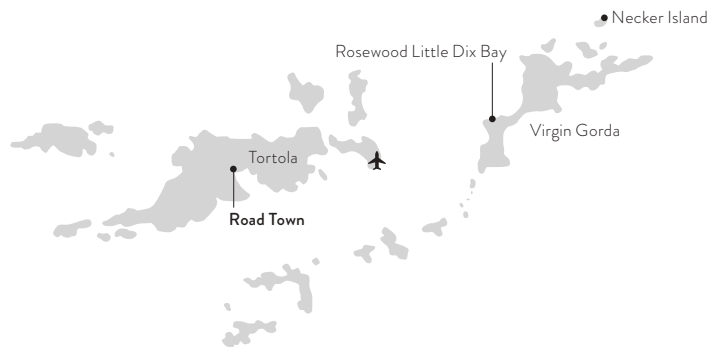 Necker Island
Rosewood Little Dix Bay
Virgin Gorda
Tortola
Road Town